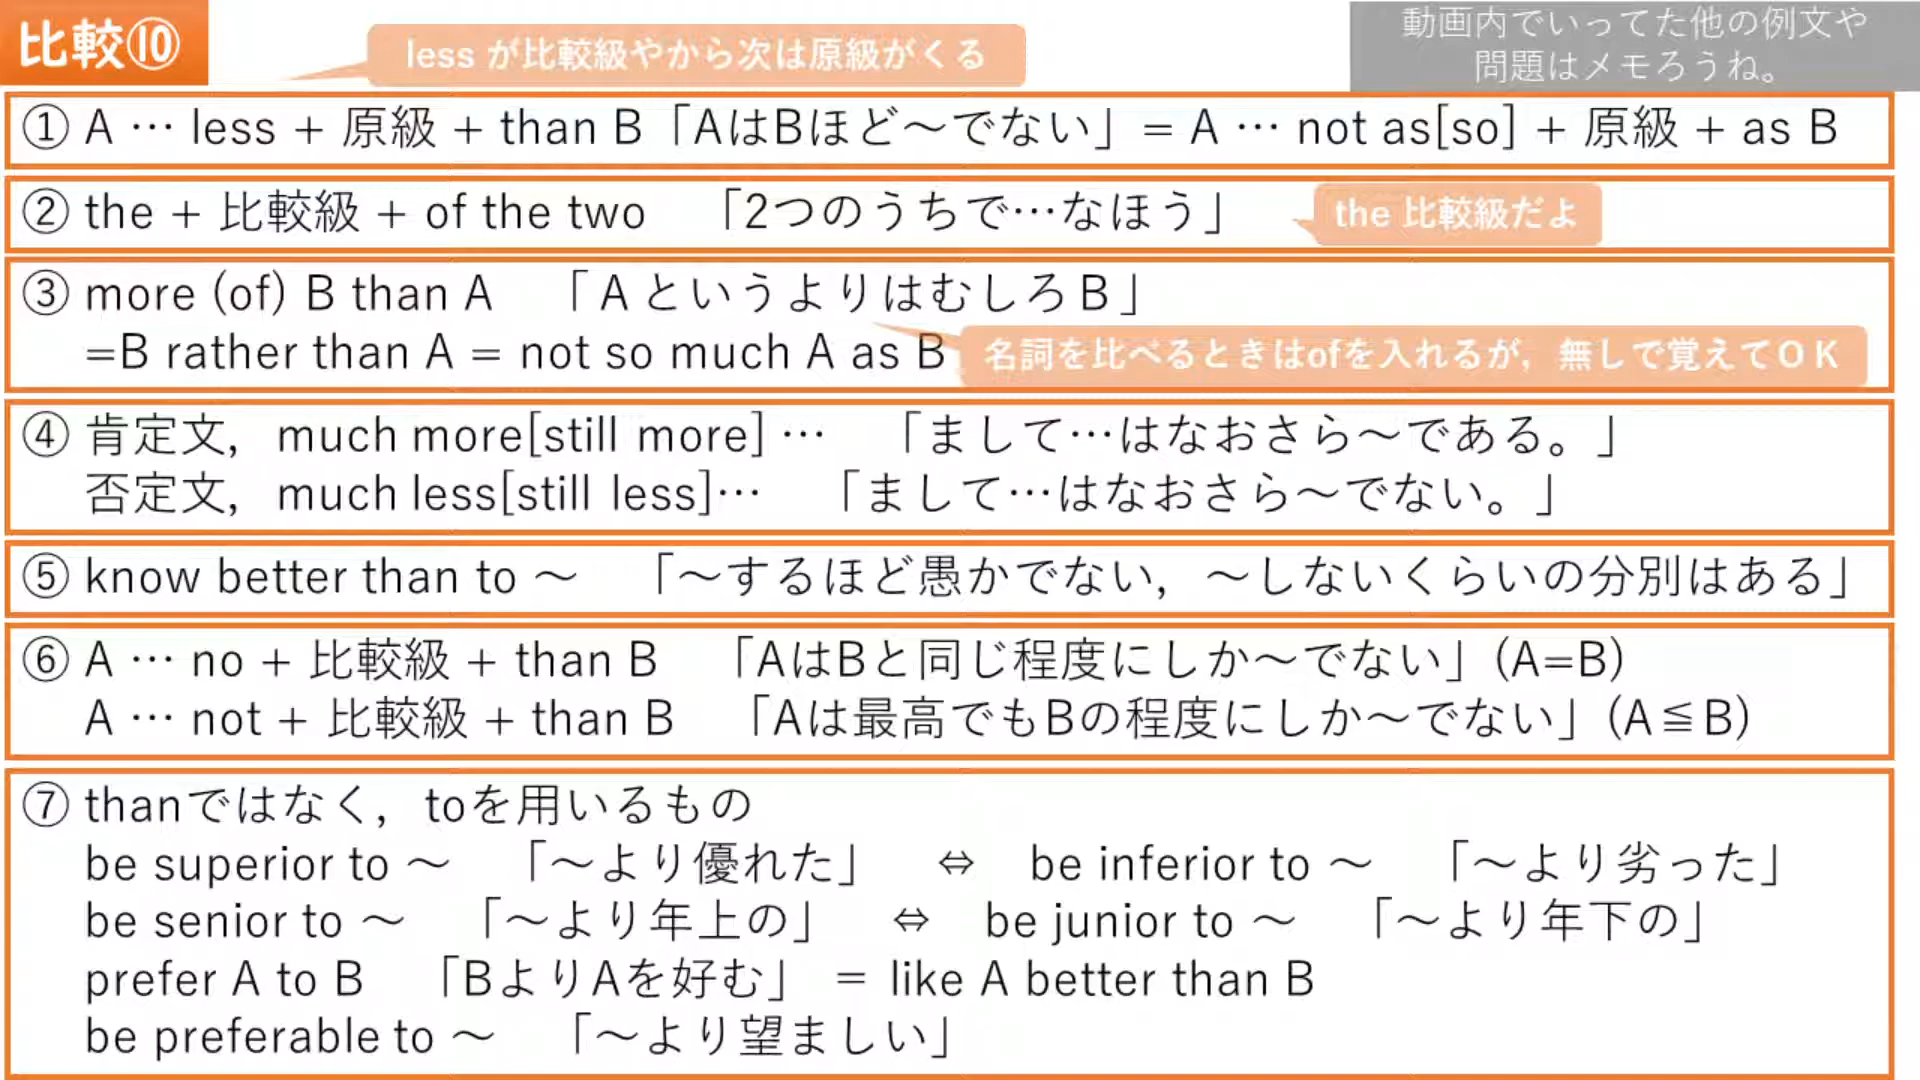 比較⑩
less が比較級やから次は原級がくる
動画内でいってた他の例文や
問題はメモろうね。
① A … less + 原級 + than B「AはBほど～でない」= A … not as[so] + 原級 + as B
② the + 比較級 + of the two 「2つのうちで…なほう」
the 比較級だよ
③ more (of) B than A 「ＡというよりはむしろＢ」
=B rather than A = not so much A as B
名詞を比べるときはofを入れるが，無しで覚えてＯＫ
④ 肯定文，much more[still more] … 「まして…はなおさら～である。」
否定文，much less[still less]… 「まして…はなおさら～でない。」
⑤ know better than to ～ 「～するほど愚かでない，～しないくらいの分別はある」
⑥ A … no + 比較級 + than B 「AはBと同じ程度にしか～でない」(A=B)
A … not + 比較級 + than B 「Aは最高でもBの程度にしか～でない」(A≦B)
⑦ thanではなく，toを用いるもの
be superior to ～ 「～より優れた」 ⇔ be inferior to ～ 「～より劣った」
be senior to ～ 「～より年上の」 ⇔ be junior to ～ 「～より年下の」
prefer A to B 「BよりAを好む」 = like A better than B
be preferable to ～ 「～より望ましい」